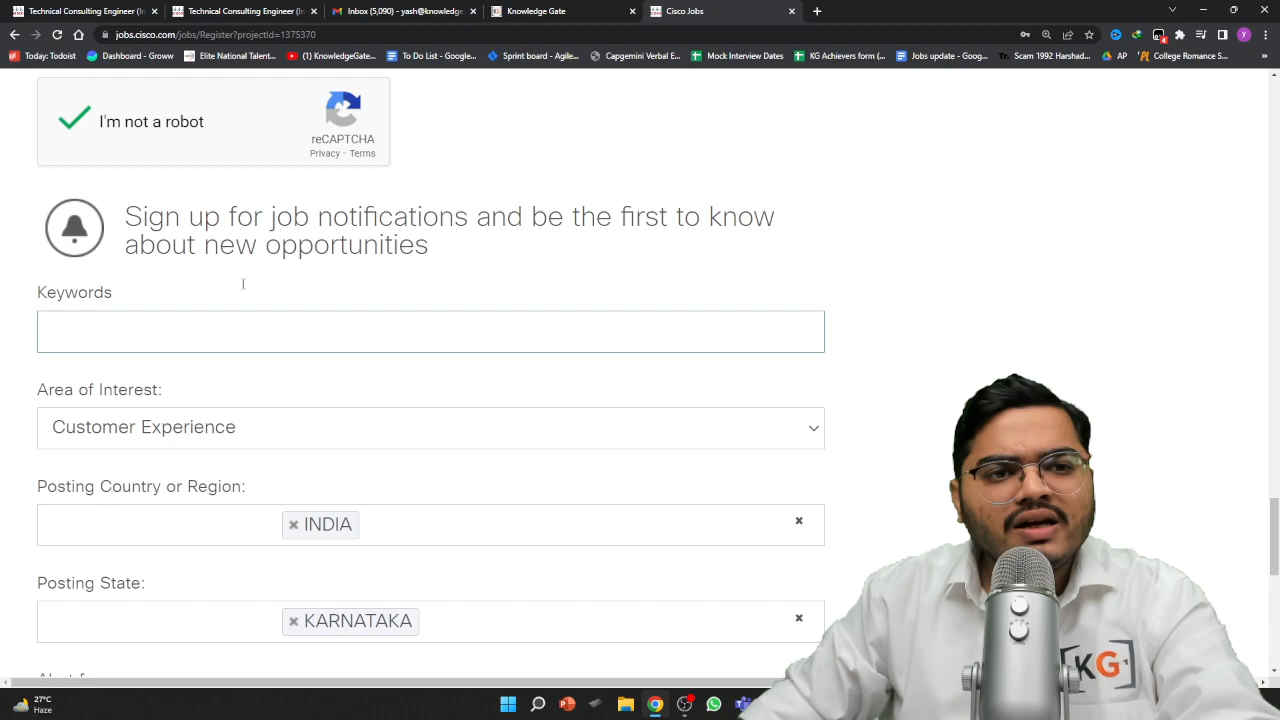 Technical Consulting Engineer (In
Technical Consulting Engineer (In
Inbox (5,090) - yash@knowledge
Knowledge Gate
Cisco Jobs
jobs.cisco.com/jobs/Register?projectId=1375370
Today: Todoist
Dashboard - Groww
Elite National Talent...
(1) KnowledgeGate...
To Do List - Google...
Sprint board - Agile...
Capgemini Verbal E...
Mock Interview Dates
KG Achievers form (...
Jobs update - Goog...
Scam 1992 Harshad...
AP
College Romance S...
I'm not a robot
reCAPTCHA
Privacy - Terms
Sign up for job notifications and be the first to know
about new opportunities
Keywords
Area of Interest:
Customer Experience
Posting Country or Region:
INDIA
Posting State:
KARNATAKA
KG
27°C
Haze